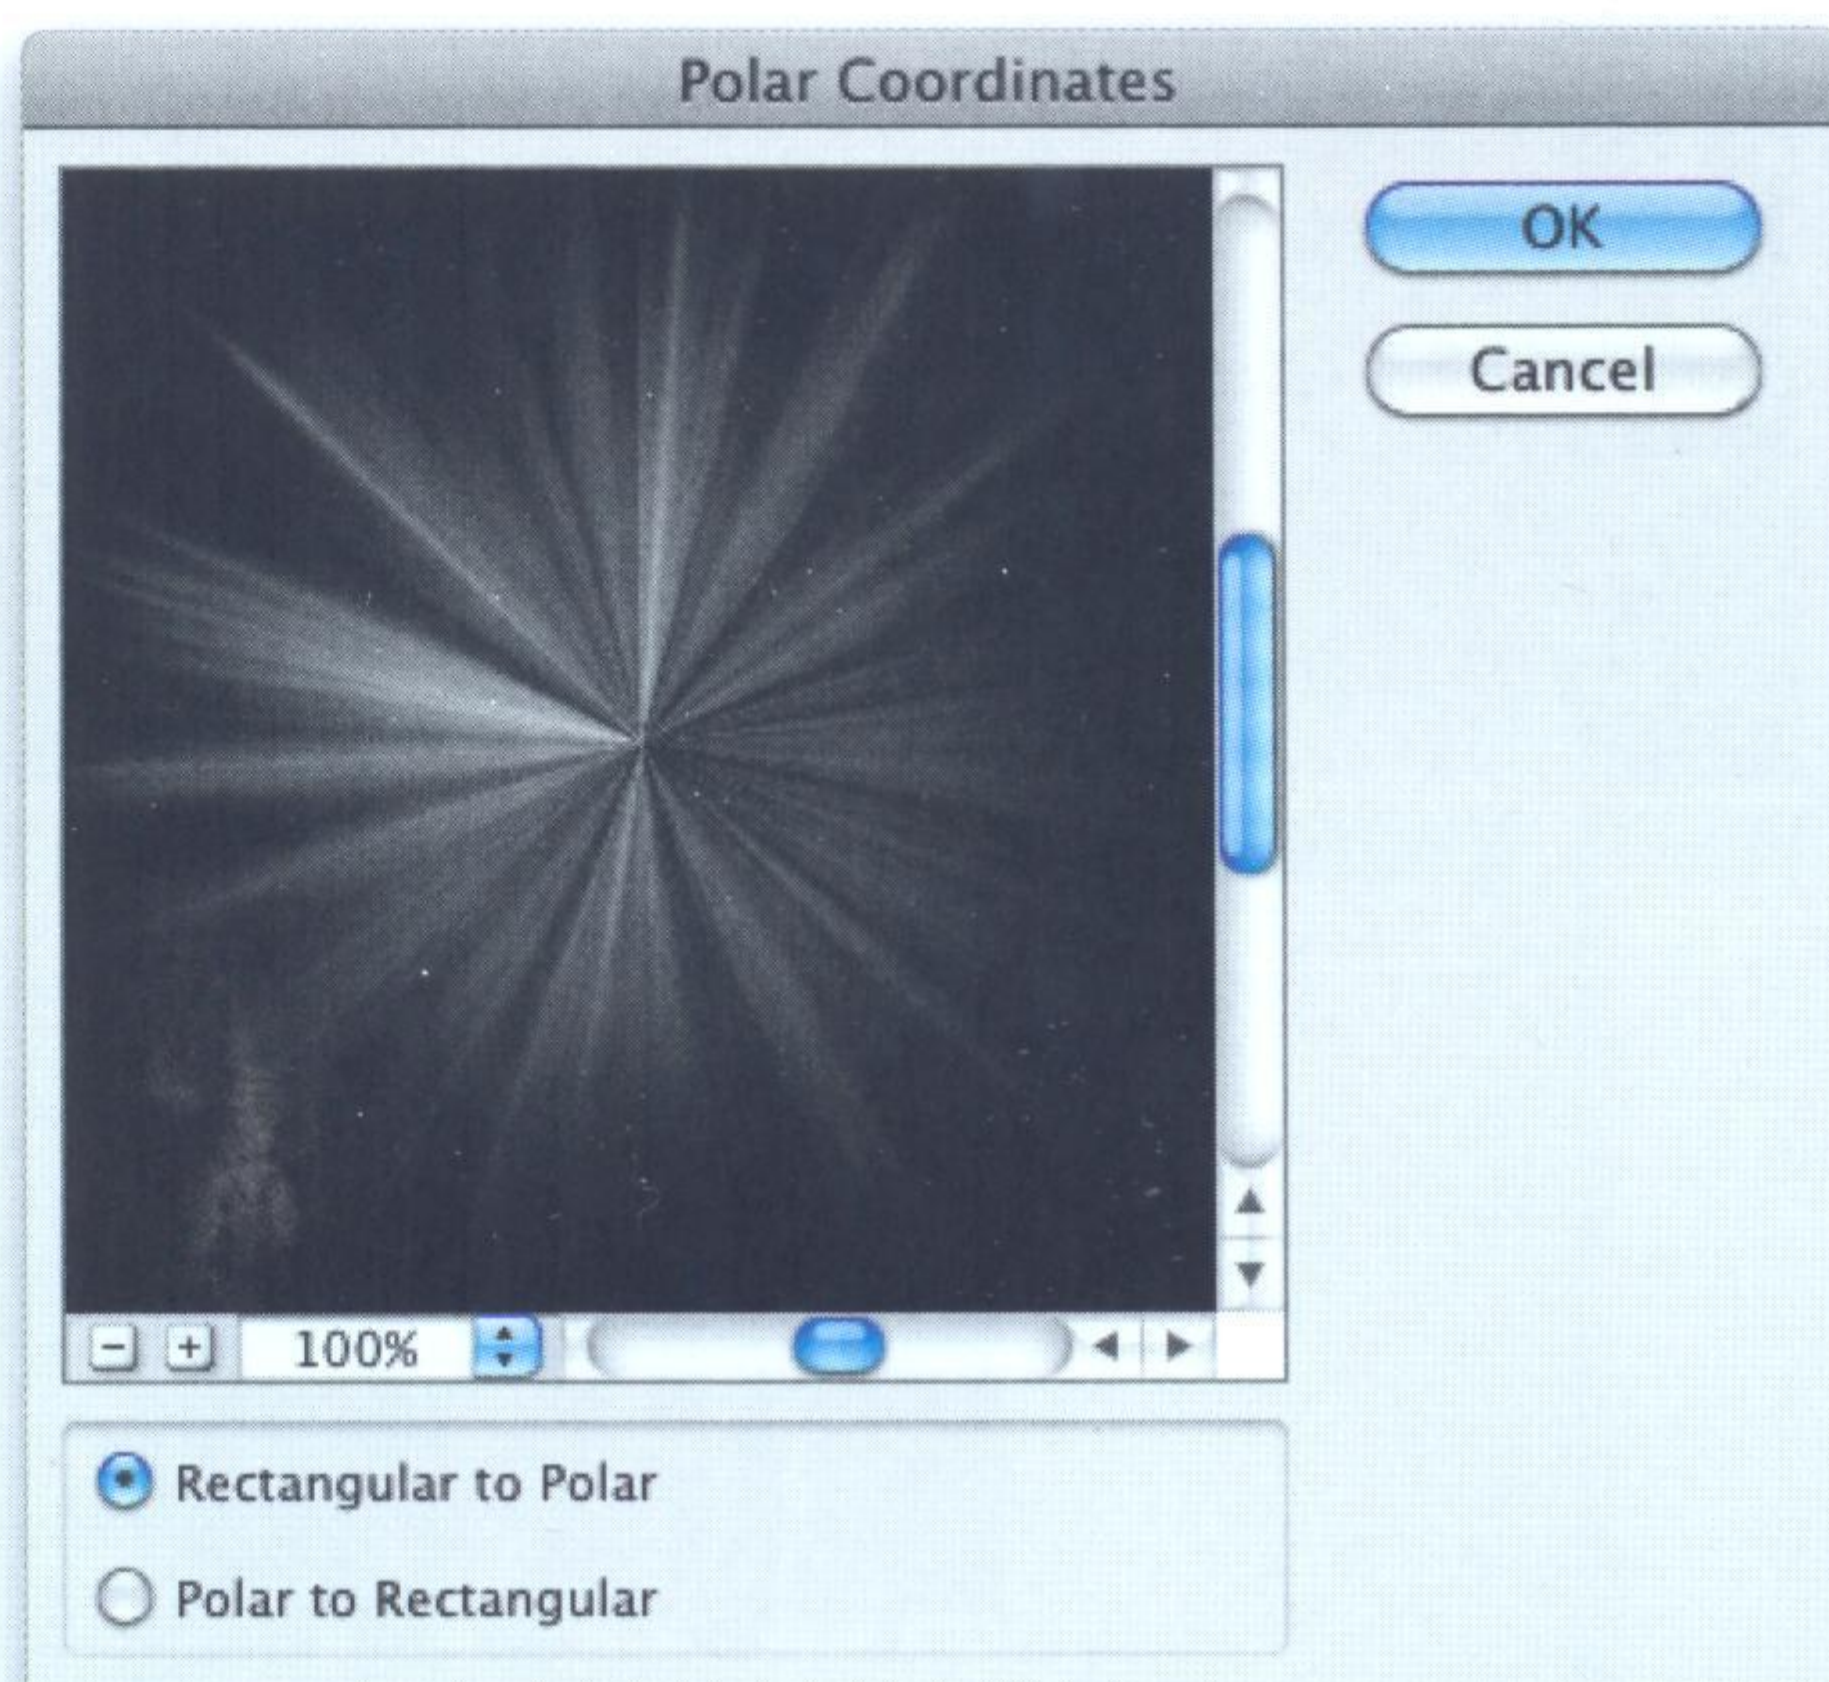 Polar Coordinates
OK
Cancel
100%
Rectangular to Polar
Polar to Rectangular